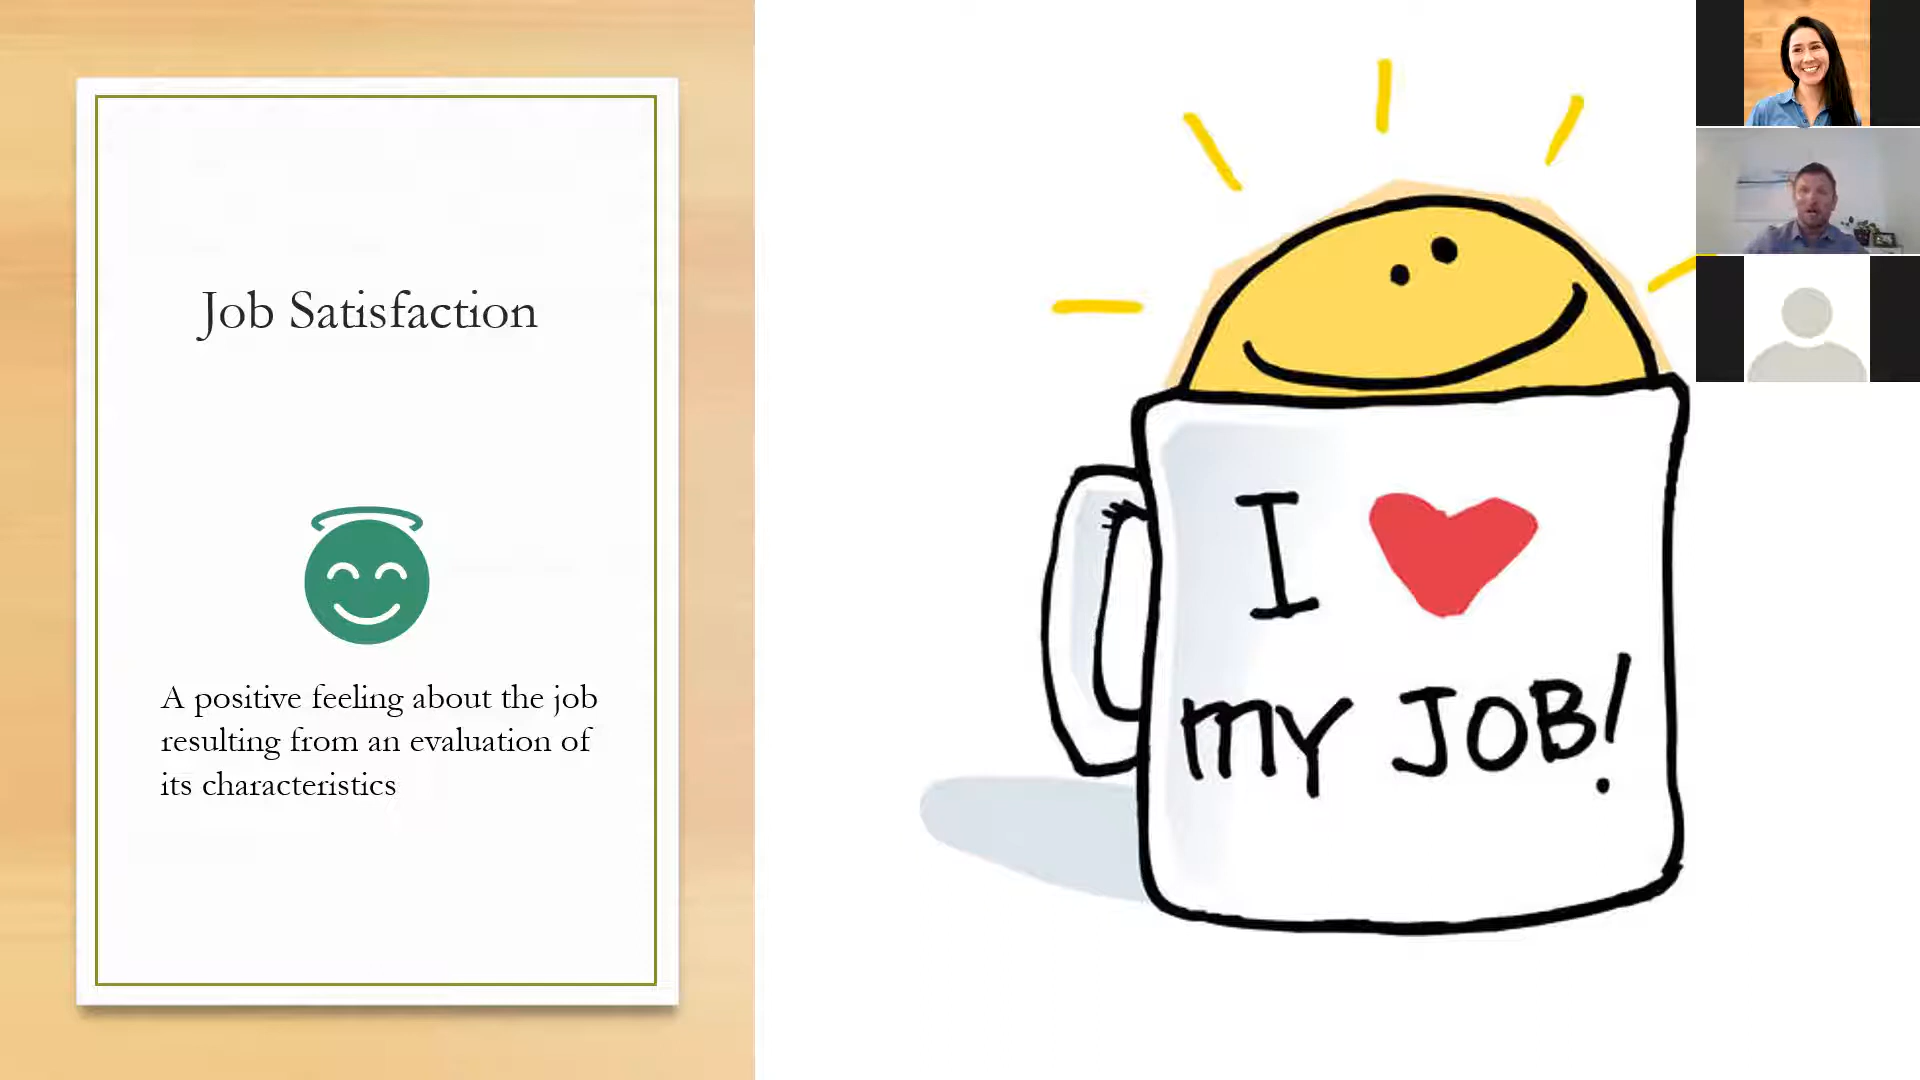 Job Satisfaction
A positive feeling about the job
resulting from an evaluation of
its characteristics
I
my JOB!